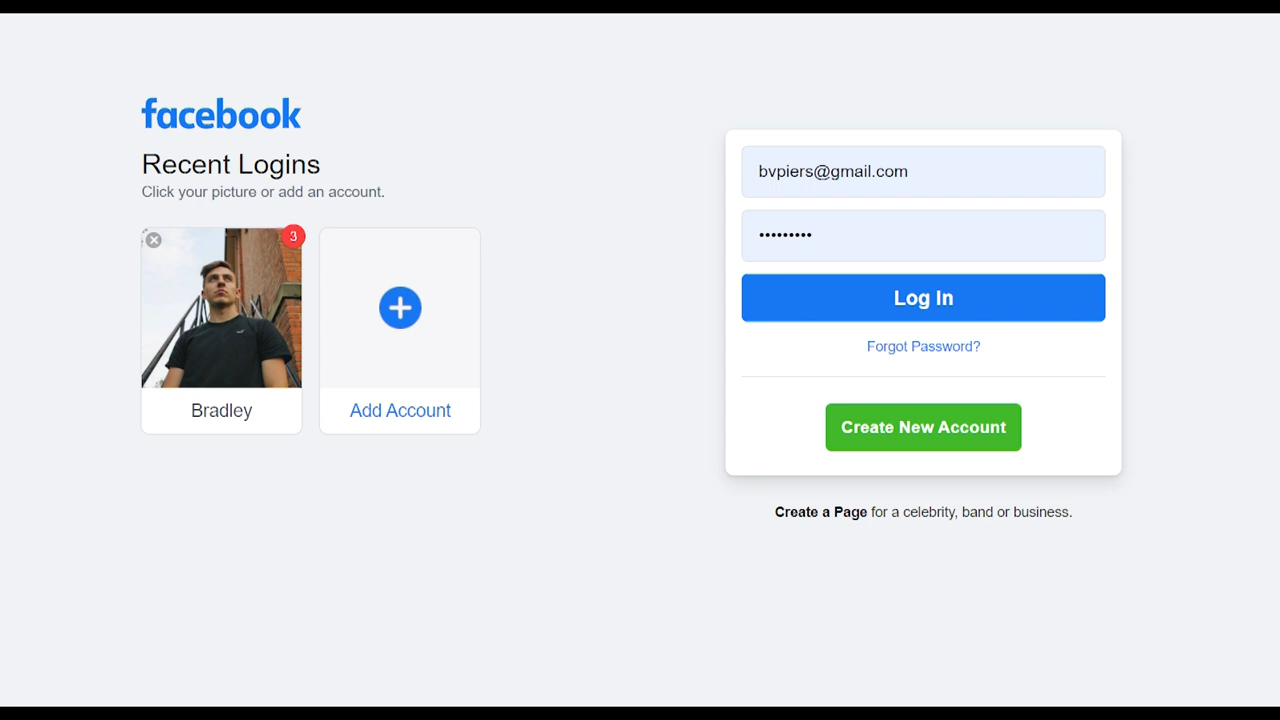 facebook
Recent Logins
Click your picture or add an account.
3
Bradley
Add Account
bvpiers@gmail.com
•••••••••
Log In
Forgot Password?
Create New Account
Create a Page for a celebrity, band or business.